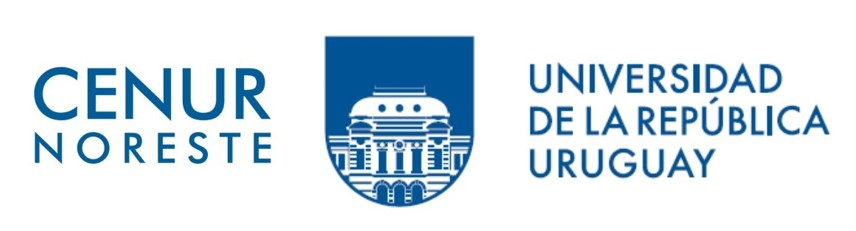 CENUR
NORESTE
UNIVERSIDAD
DE LA REPÚBLICA
URUGUAY